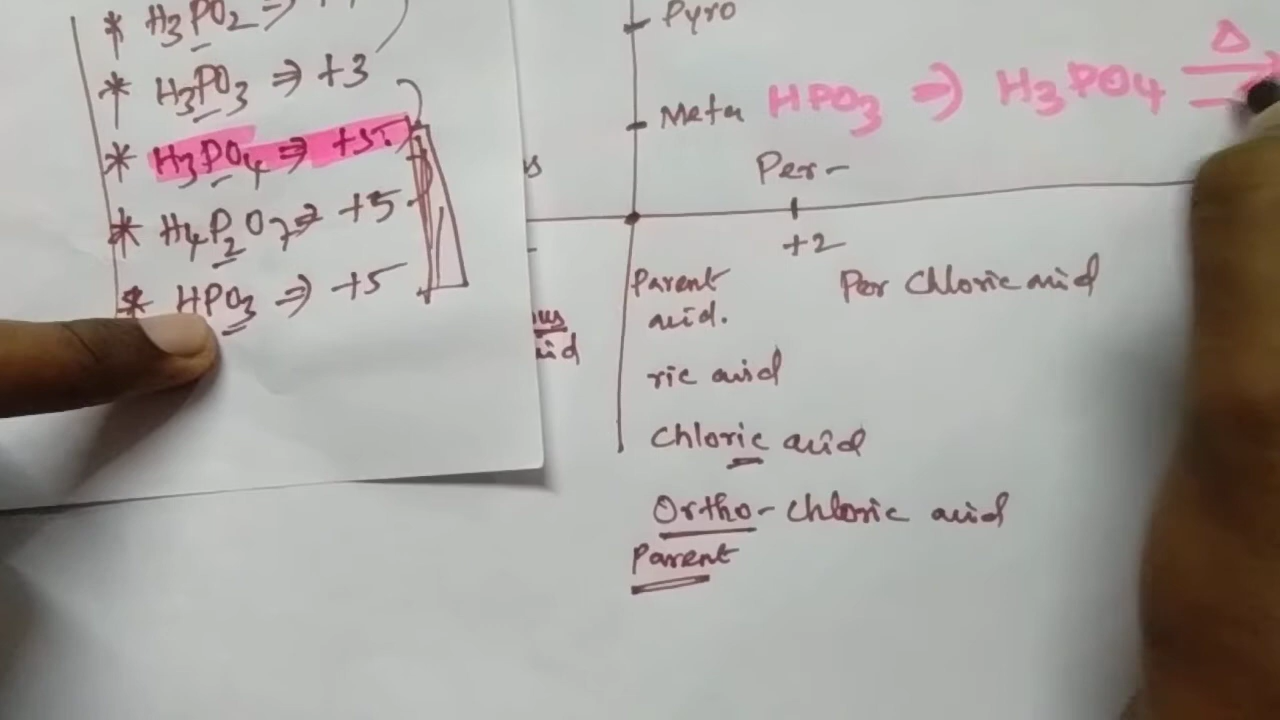 * H3PO2 ⇒
* H3PO3 ⇒ +3
* H3PO4 ⇒ +5
* H4P2O7 ⇒ +5
* HPO3 ⇒ +5
Pyro
Meta HPO3 ⇒ H3PO4 Δ
Per-
+2
Parent
acid.
Per chloric acid
ric acid
chloric acid
Ortho-chloric acid
Parent